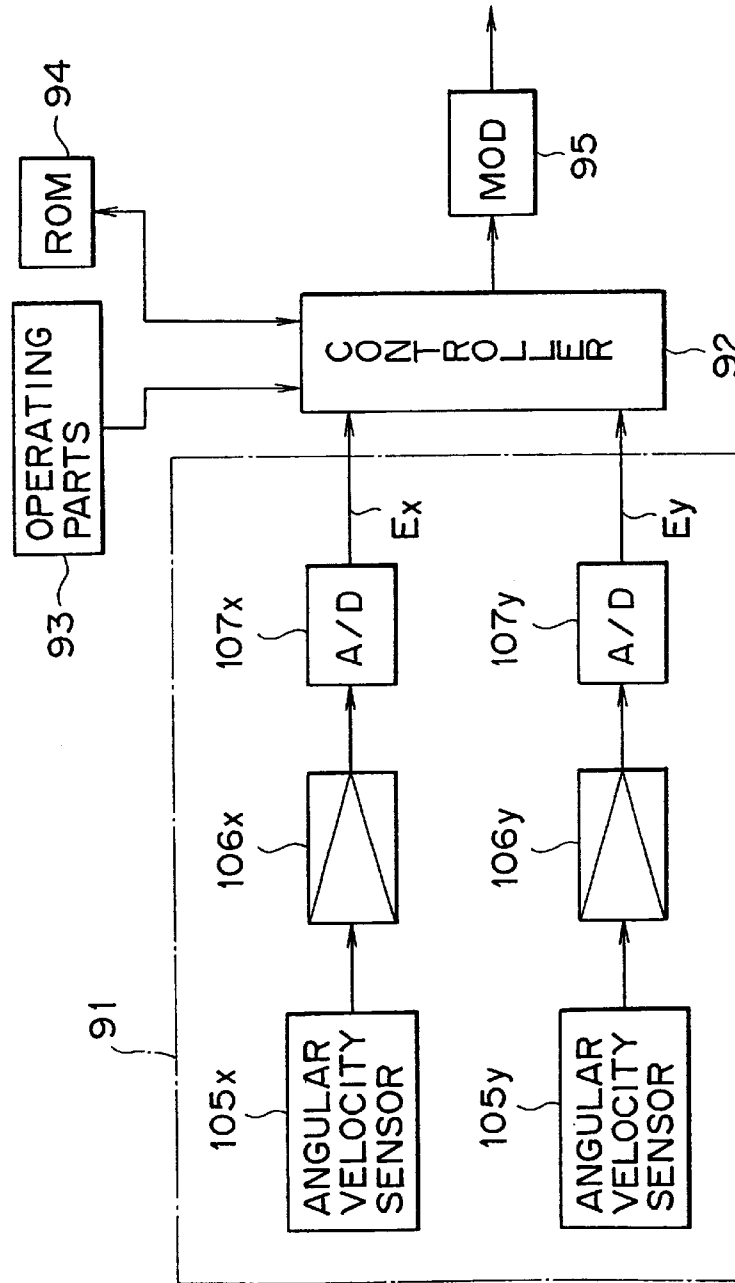 91
105x
ANGULAR
VELOCITY
SENSOR
106x
107x
A/D
Ex
105y
ANGULAR
VELOCITY
SENSOR
106y
107y
A/D
Ey
93
OPERATING
PARTS
ROM
94
CONTROLLER
92
MOD
95